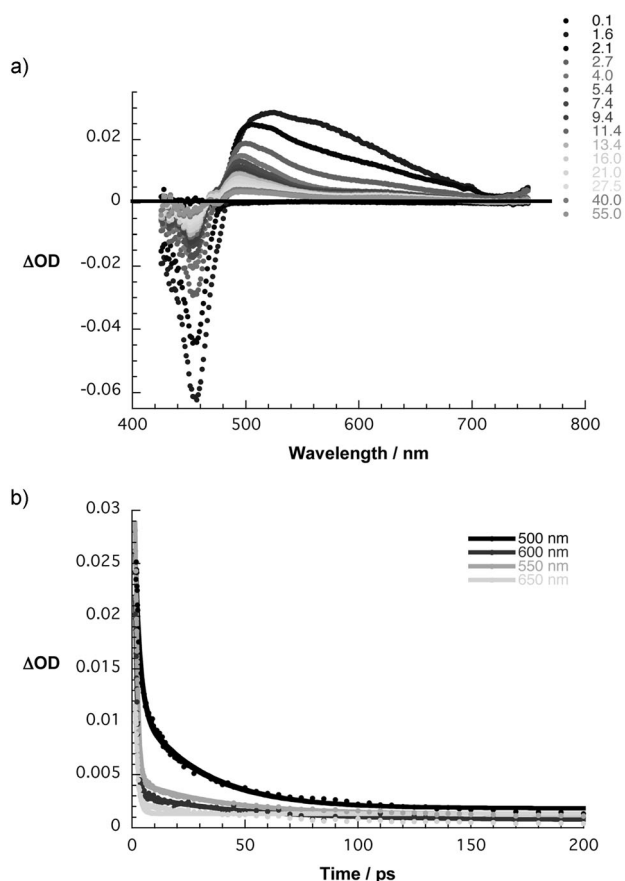 0.1
1.6
2.1
2.7
4.0
5.4
7.4
9.4
11.4
13.4
16.0
21.0
27.5
40.0
55.0
a)
0.02
0
-0.02
-0.04
-0.06
ΔOD
400 500 600 700 800
Wavelength / nm
b)
0.03
0.025
0.02
0.015
0.01
0.005
0
ΔOD
500 nm
600 nm
550 nm
650 nm
0 50 100 150 200
Time / ps